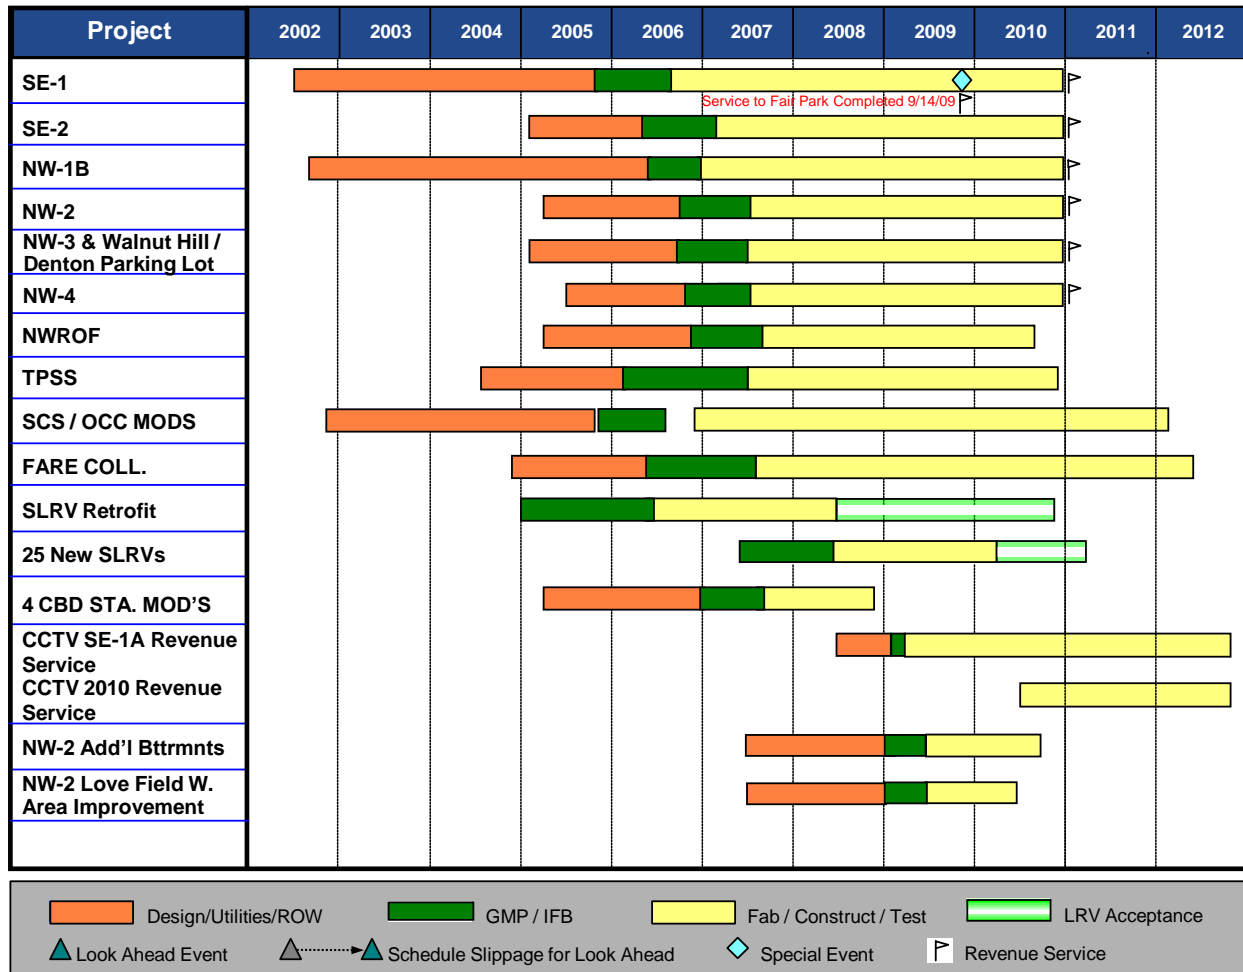 Project 2002 2003 2004 2005 2006 2007 2008 2009 2010 2011 2012
SE-1
Service to Fair Park Completed 9/14/09
SE-2
NW-1B
NW-2
NW-3 & Walnut Hill /
Denton Parking Lot
NW-4
NWROF
TPSS
SCS / OCC MODS
FARE COLL.
SLRV Retrofit
25 New SLRVs
4 CBD STA. MOD'S
CCTV SE-1A Revenue
Service
CCTV 2010 Revenue
Service
NW-2 Add'l Bttrmnts
NW-2 Love Field W.
Area Improvement
Design/Utilities/ROW GMP / IFB Fab / Construct / Test LRV Acceptance
Look Ahead Event Schedule Slippage for Look Ahead Special Event Revenue Service